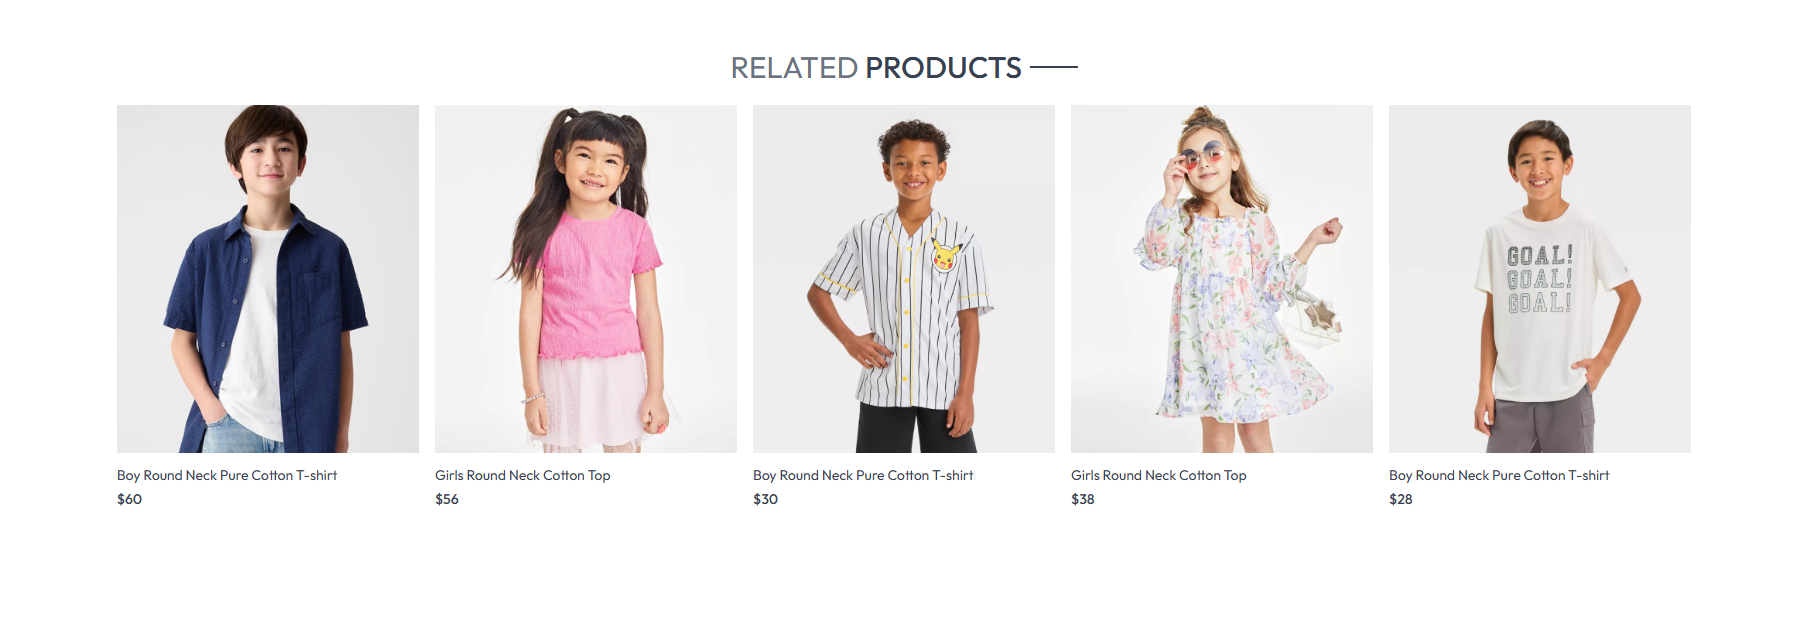 RELATED PRODUCTS
GOAL!
GOAL!
GOAL!
Boy Round Neck Pure Cotton T-shirt
$60
Girls Round Neck Cotton Top
$56
Boy Round Neck Pure Cotton T-shirt
$30
Girls Round Neck Cotton Top
$38
Boy Round Neck Pure Cotton T-shirt
$28